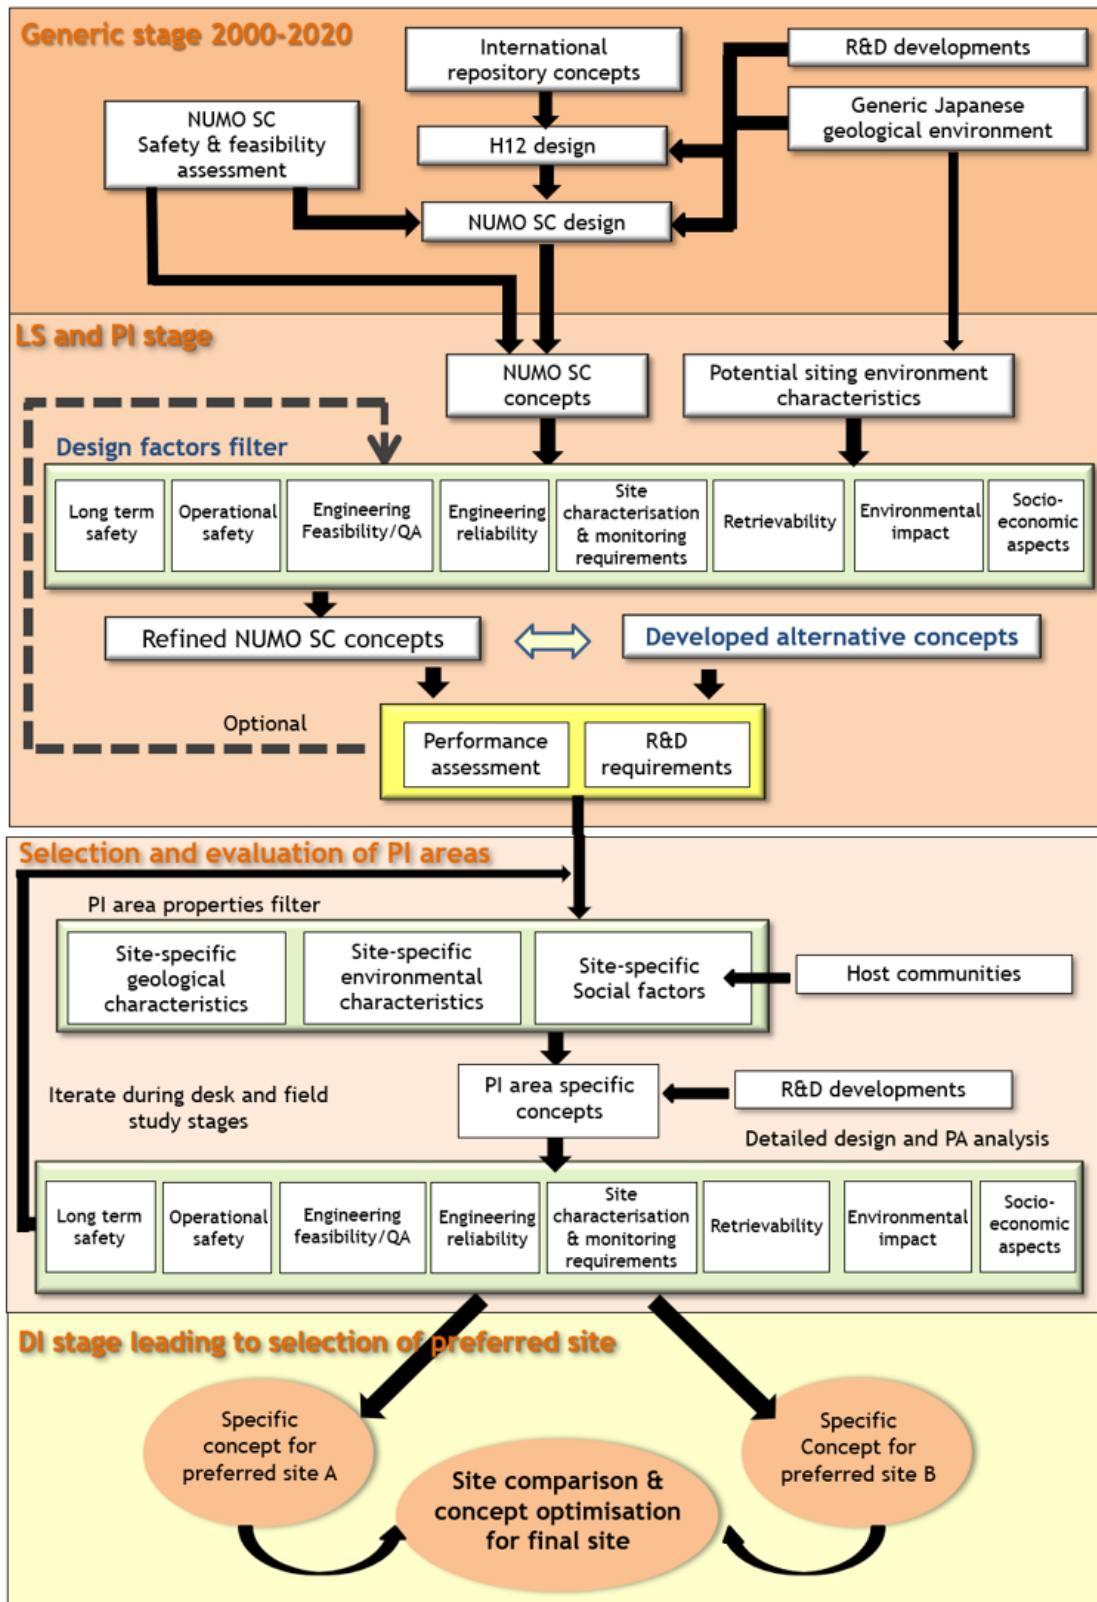 Generic stage 2000-2020
International
repository concepts
R&D developments
NUMO SC
Safety & feasibility
assessment
Generic Japanese
geological environment
H12 design
NUMO SC design
LS and PI stage
NUMO SC
concepts
Potential siting environment
characteristics
Design factors filter
Long term
safety
Operational
safety
Engineering
Feasibility/QA
Engineering
reliability
Site
characterisation
& monitoring
requirements
Retrievability
Environmental
impact
Socio-
economic
aspects
Refined NUMO SC concepts
Developed alternative concepts
Optional
Performance
assessment
R&D
requirements
Selection and evaluation of PI areas
PI area properties filter
Site-specific
geological
characteristics
Site-specific
environmental
characteristics
Site-specific
Social factors
Host communities
Iterate during desk and field
study stages
PI area specific
concepts
R&D developments
Detailed design and PA analysis
Long term
safety
Operational
safety
Engineering
feasibility/QA
Engineering
reliability
Site
characterisation
& monitoring
requirements
Retrievability
Environmental
impact
Socio-
economic
aspects
DI stage leading to selection of preferred site
Specific
concept for
preferred site A
Specific
Concept for
preferred site B
Site comparison &
concept optimisation
for final site